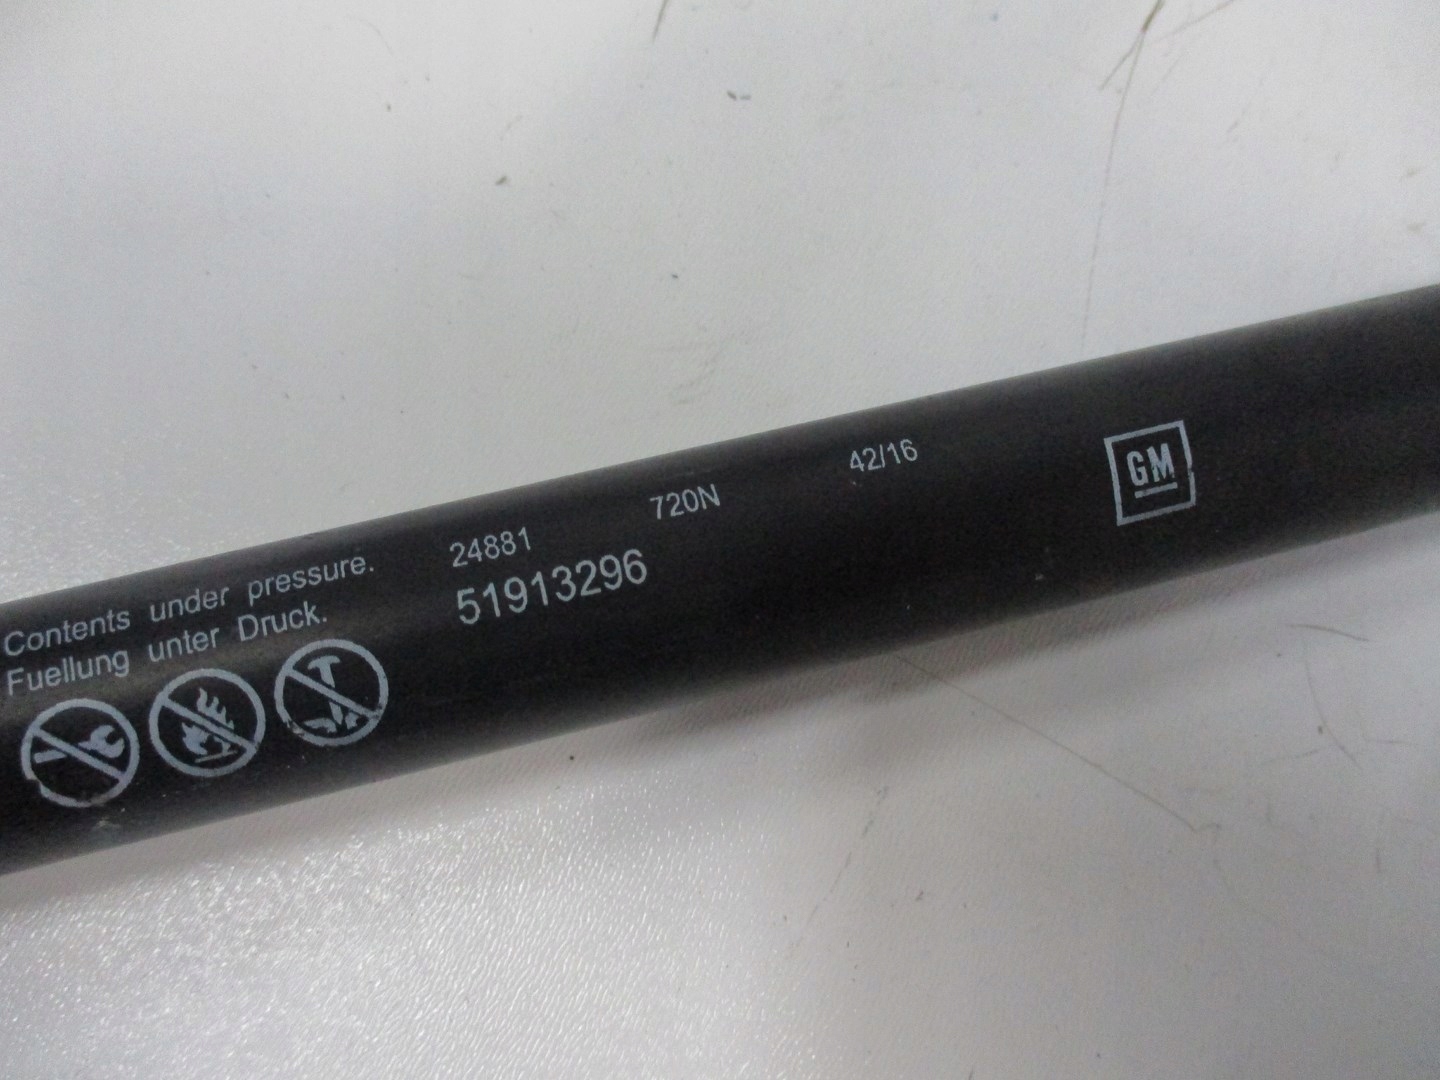 Contents under pressure.
Fuellung unter Druck.
24881 720N 42/16
51913296
GM